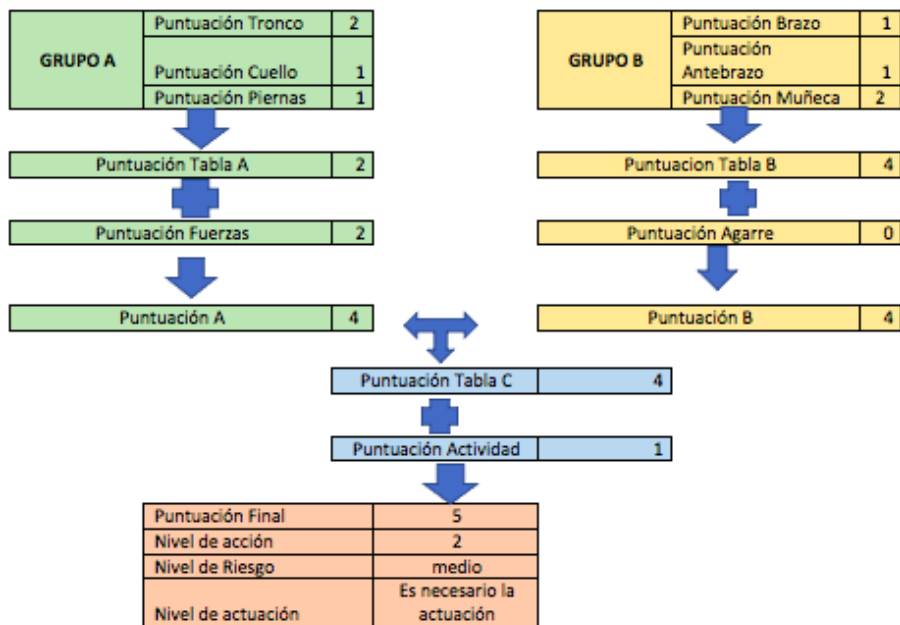 GRUPO A
Puntuación Tronco 2
Puntuación Cuello 1
Puntuación Piernas 1
GRUPO B
Puntuación Brazo 1
Puntuación
Antebrazo 1
Puntuación Muñeca 2
Puntuación Tabla A 2
Puntuacion Tabla B 4
Puntuación Fuerzas 2
Puntuación Agarre 0
Puntuación A 4
Puntuación B 4
Puntuación Tabla C 4
Puntuación Actividad 1
Puntuación Final 5
Nivel de acción 2
Nivel de Riesgo medio
Nivel de actuación
Es necesario la
actuación